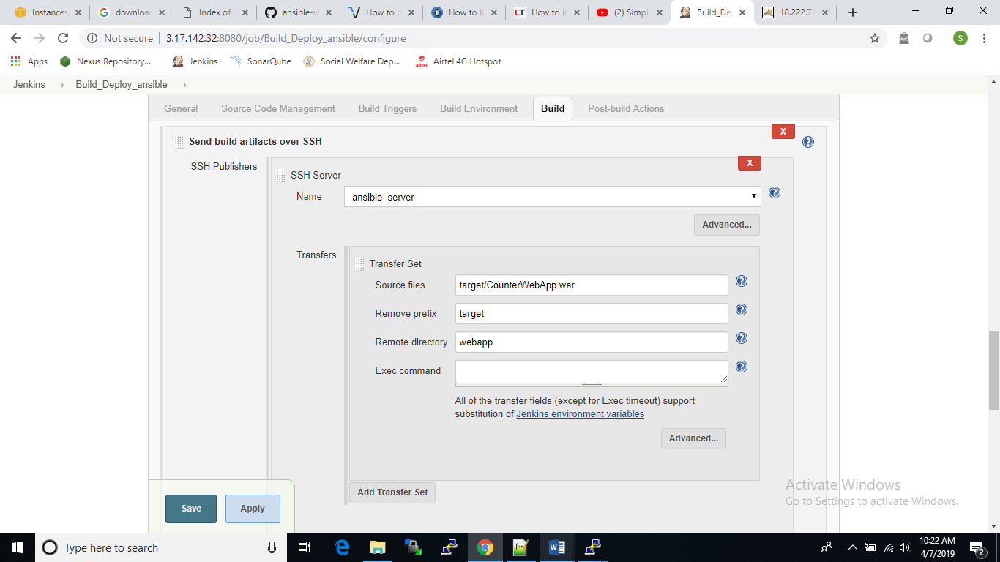 Instances
downloac
Index of /
ansible-w
How to I
How to I
LT How to i
(2) Simpl
Build_De
18.222.72
Not secure 3.17.142.32:8080/job/Build_Deploy_ansible/configure
AVG
S
Apps Nexus Repository... Jenkins SonarQube Social Welfare Dep... airtel Airtel 4G Hotspot
Jenkins Build_Deploy_ansible
General Source Code Management Build Triggers Build Environment Build Post-build Actions
X
Send build artifacts over SSH ?
X
SSH Publishers
SSH Server
Name ansible server ?
Advanced...
Transfers
Transfer Set
Source files target/CounterWebApp.war ?
Remove prefix target ?
Remote directory webapp ?
Exec command ?
All of the transfer fields (except for Exec timeout) support
substitution of Jenkins environment variables
Advanced...
Add Transfer Set
Save Apply
Activate Windows
Go to Settings to activate Windows.
Type here to search
10:22 AM
4/7/2019
2